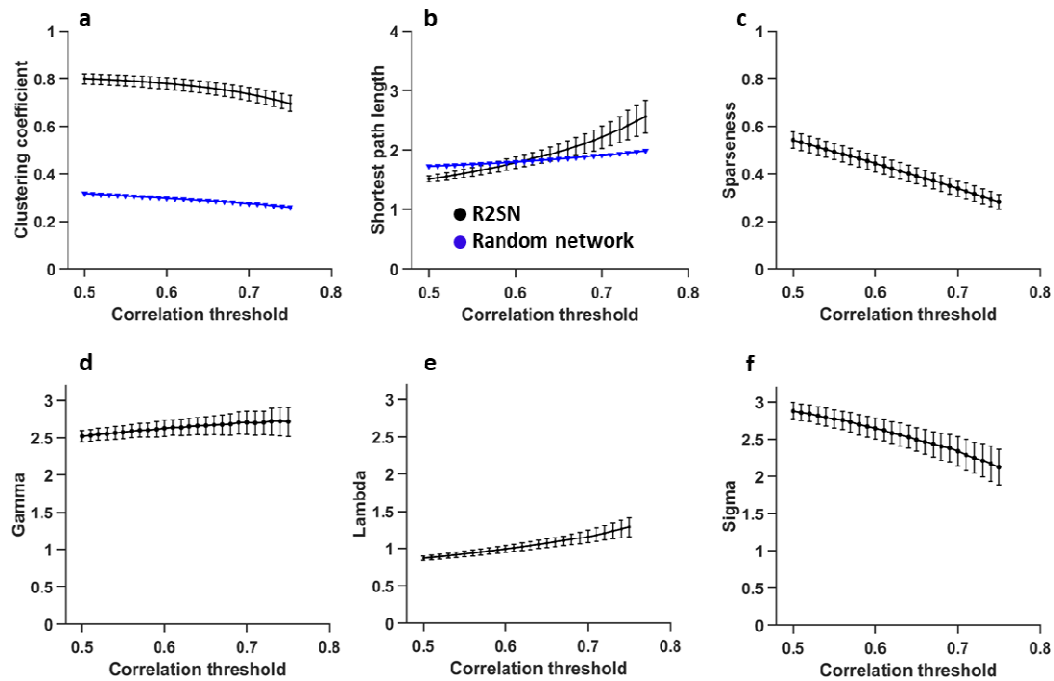 a
1
0.8
0.6
0.4
0.2
0
Clustering coefficient
0.5 0.6 0.7 0.8
Correlation threshold
b
4
3
2
1
0
Shortest path length
R2SN
Random network
0.5 0.6 0.7 0.8
Correlation threshold
c
1
0.8
0.6
0.4
0.2
0
Sparseness
0.5 0.6 0.7 0.8
Correlation threshold
d
3
2.5
2
1.5
1
0.5
0
Gamma
0.5 0.6 0.7 0.8
Correlation threshold
e
3
2.5
2
1.5
1
0.5
0
Lambda
0.5 0.6 0.7 0.8
Correlation threshold
f
3
2.5
2
1.5
1
0.5
0
Sigma
0.5 0.6 0.7 0.8
Correlation threshold